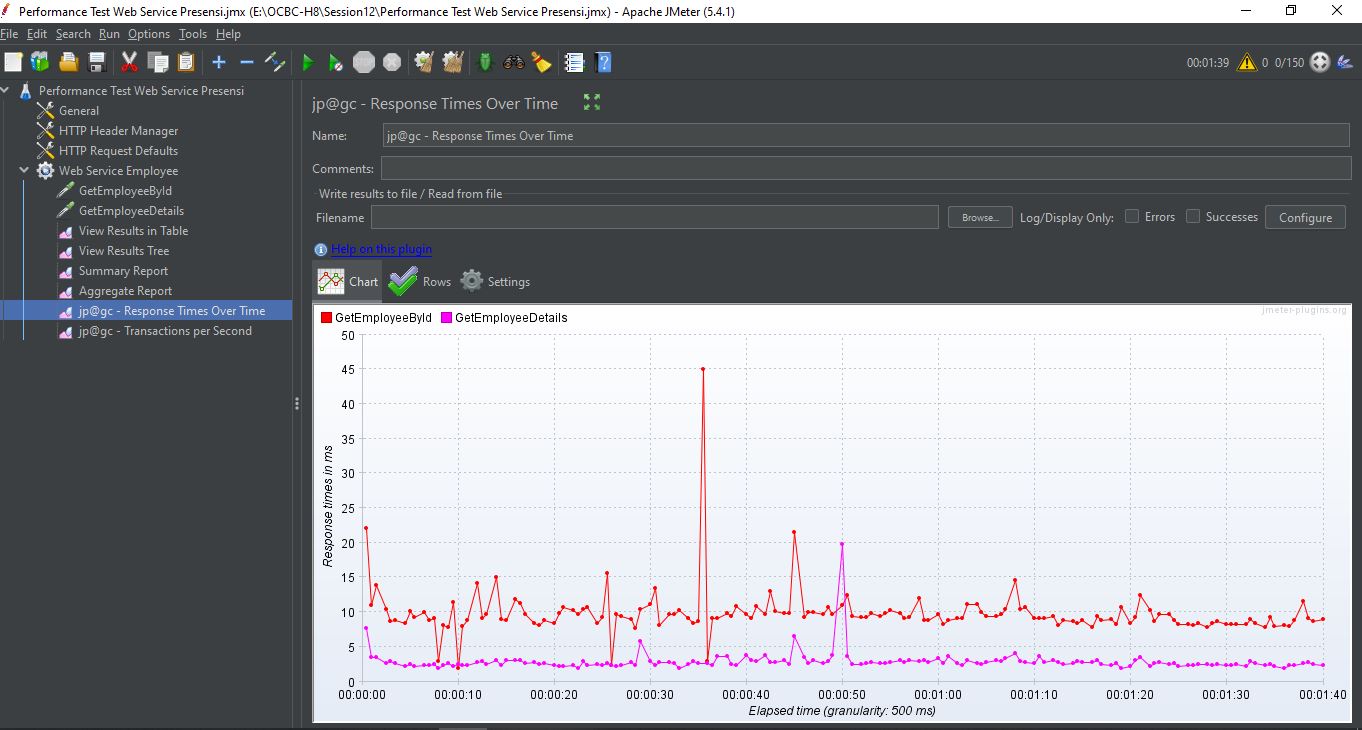 Performance Test Web Service Presensi.jmx (E:\OCBC-H8\Session12\Performance Test Web Service Presensi.jmx) - Apache JMeter (5.4.1)
File Edit Search Run Options Tools Help
STOP
00:01:39 0 0/150
Performance Test Web Service Presensi
General
HTTP Header Manager
HTTP Request Defaults
Web Service Employee
GetEmployeeById
GetEmployeeDetails
View Results in Table
View Results Tree
Summary Report
Aggregate Report
jp@gc - Response Times Over Time
jp@gc - Transactions per Second
jp@gc - Response Times Over Time
Name: jp@gc - Response Times Over Time
Comments:
Write results to file / Read from file
Filename Browse... Log/Display Only: Errors Successes Configure
Help on this plugin
Chart Rows Settings
GetEmployeeById GetEmployeeDetails
jmeter-plugins.org
50
45
40
35
30
25
20
15
10
5
0
Response times in ms
00:00:00 00:00:10 00:00:20 00:00:30 00:00:40 00:00:50 00:01:00 00:01:10 00:01:20 00:01:30 00:01:40
Elapsed time (granularity: 500 ms)